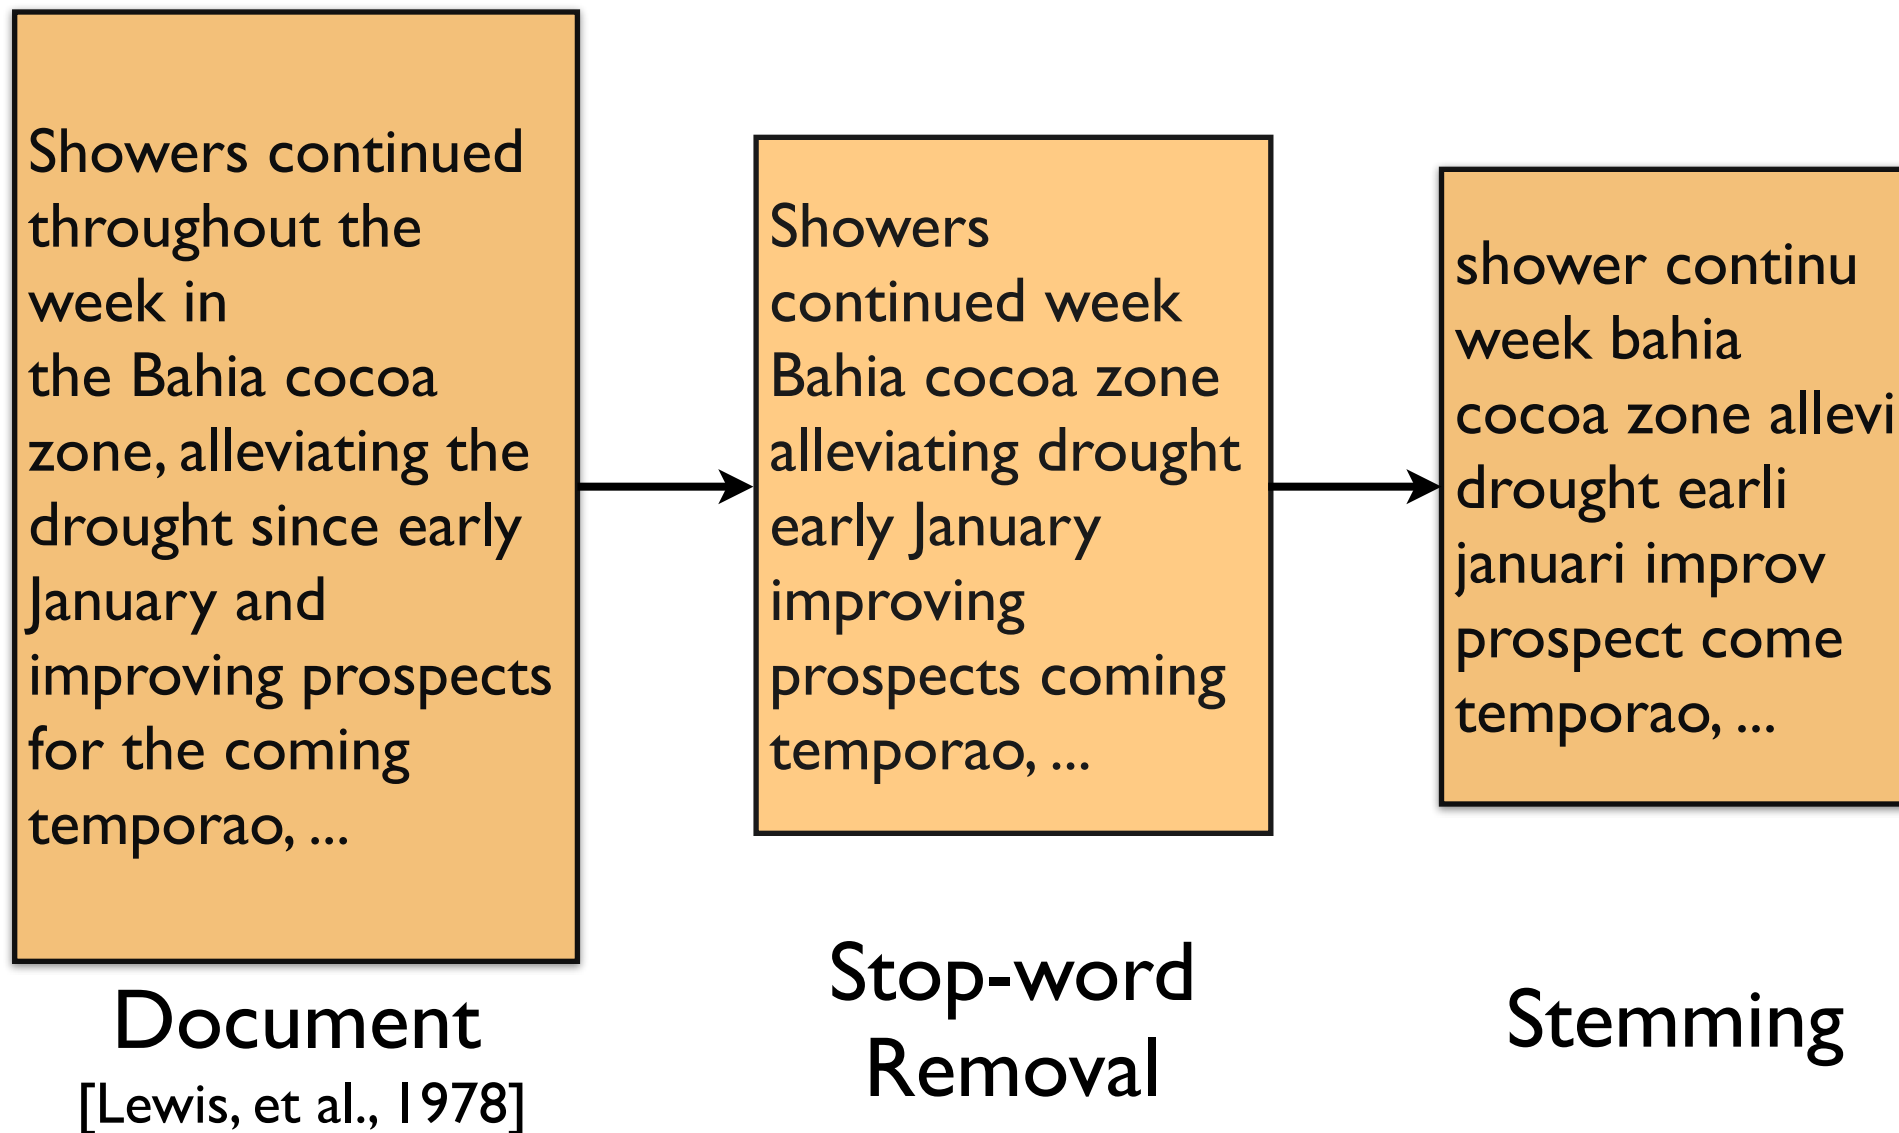 Showers continued
throughout the
week in
the Bahia cocoa
zone, alleviating the
drought since early
January and
improving prospects
for the coming
temporao, ...
Document
[Lewis, et al., 1978]
Showers
continued week
Bahia cocoa zone
alleviating drought
early January
improving
prospects coming
temporao, ...
Stop-word
Removal
shower continu
week bahia
cocoa zone allevi
drought earli
januari improv
prospect come
temporao, ...
Stemming